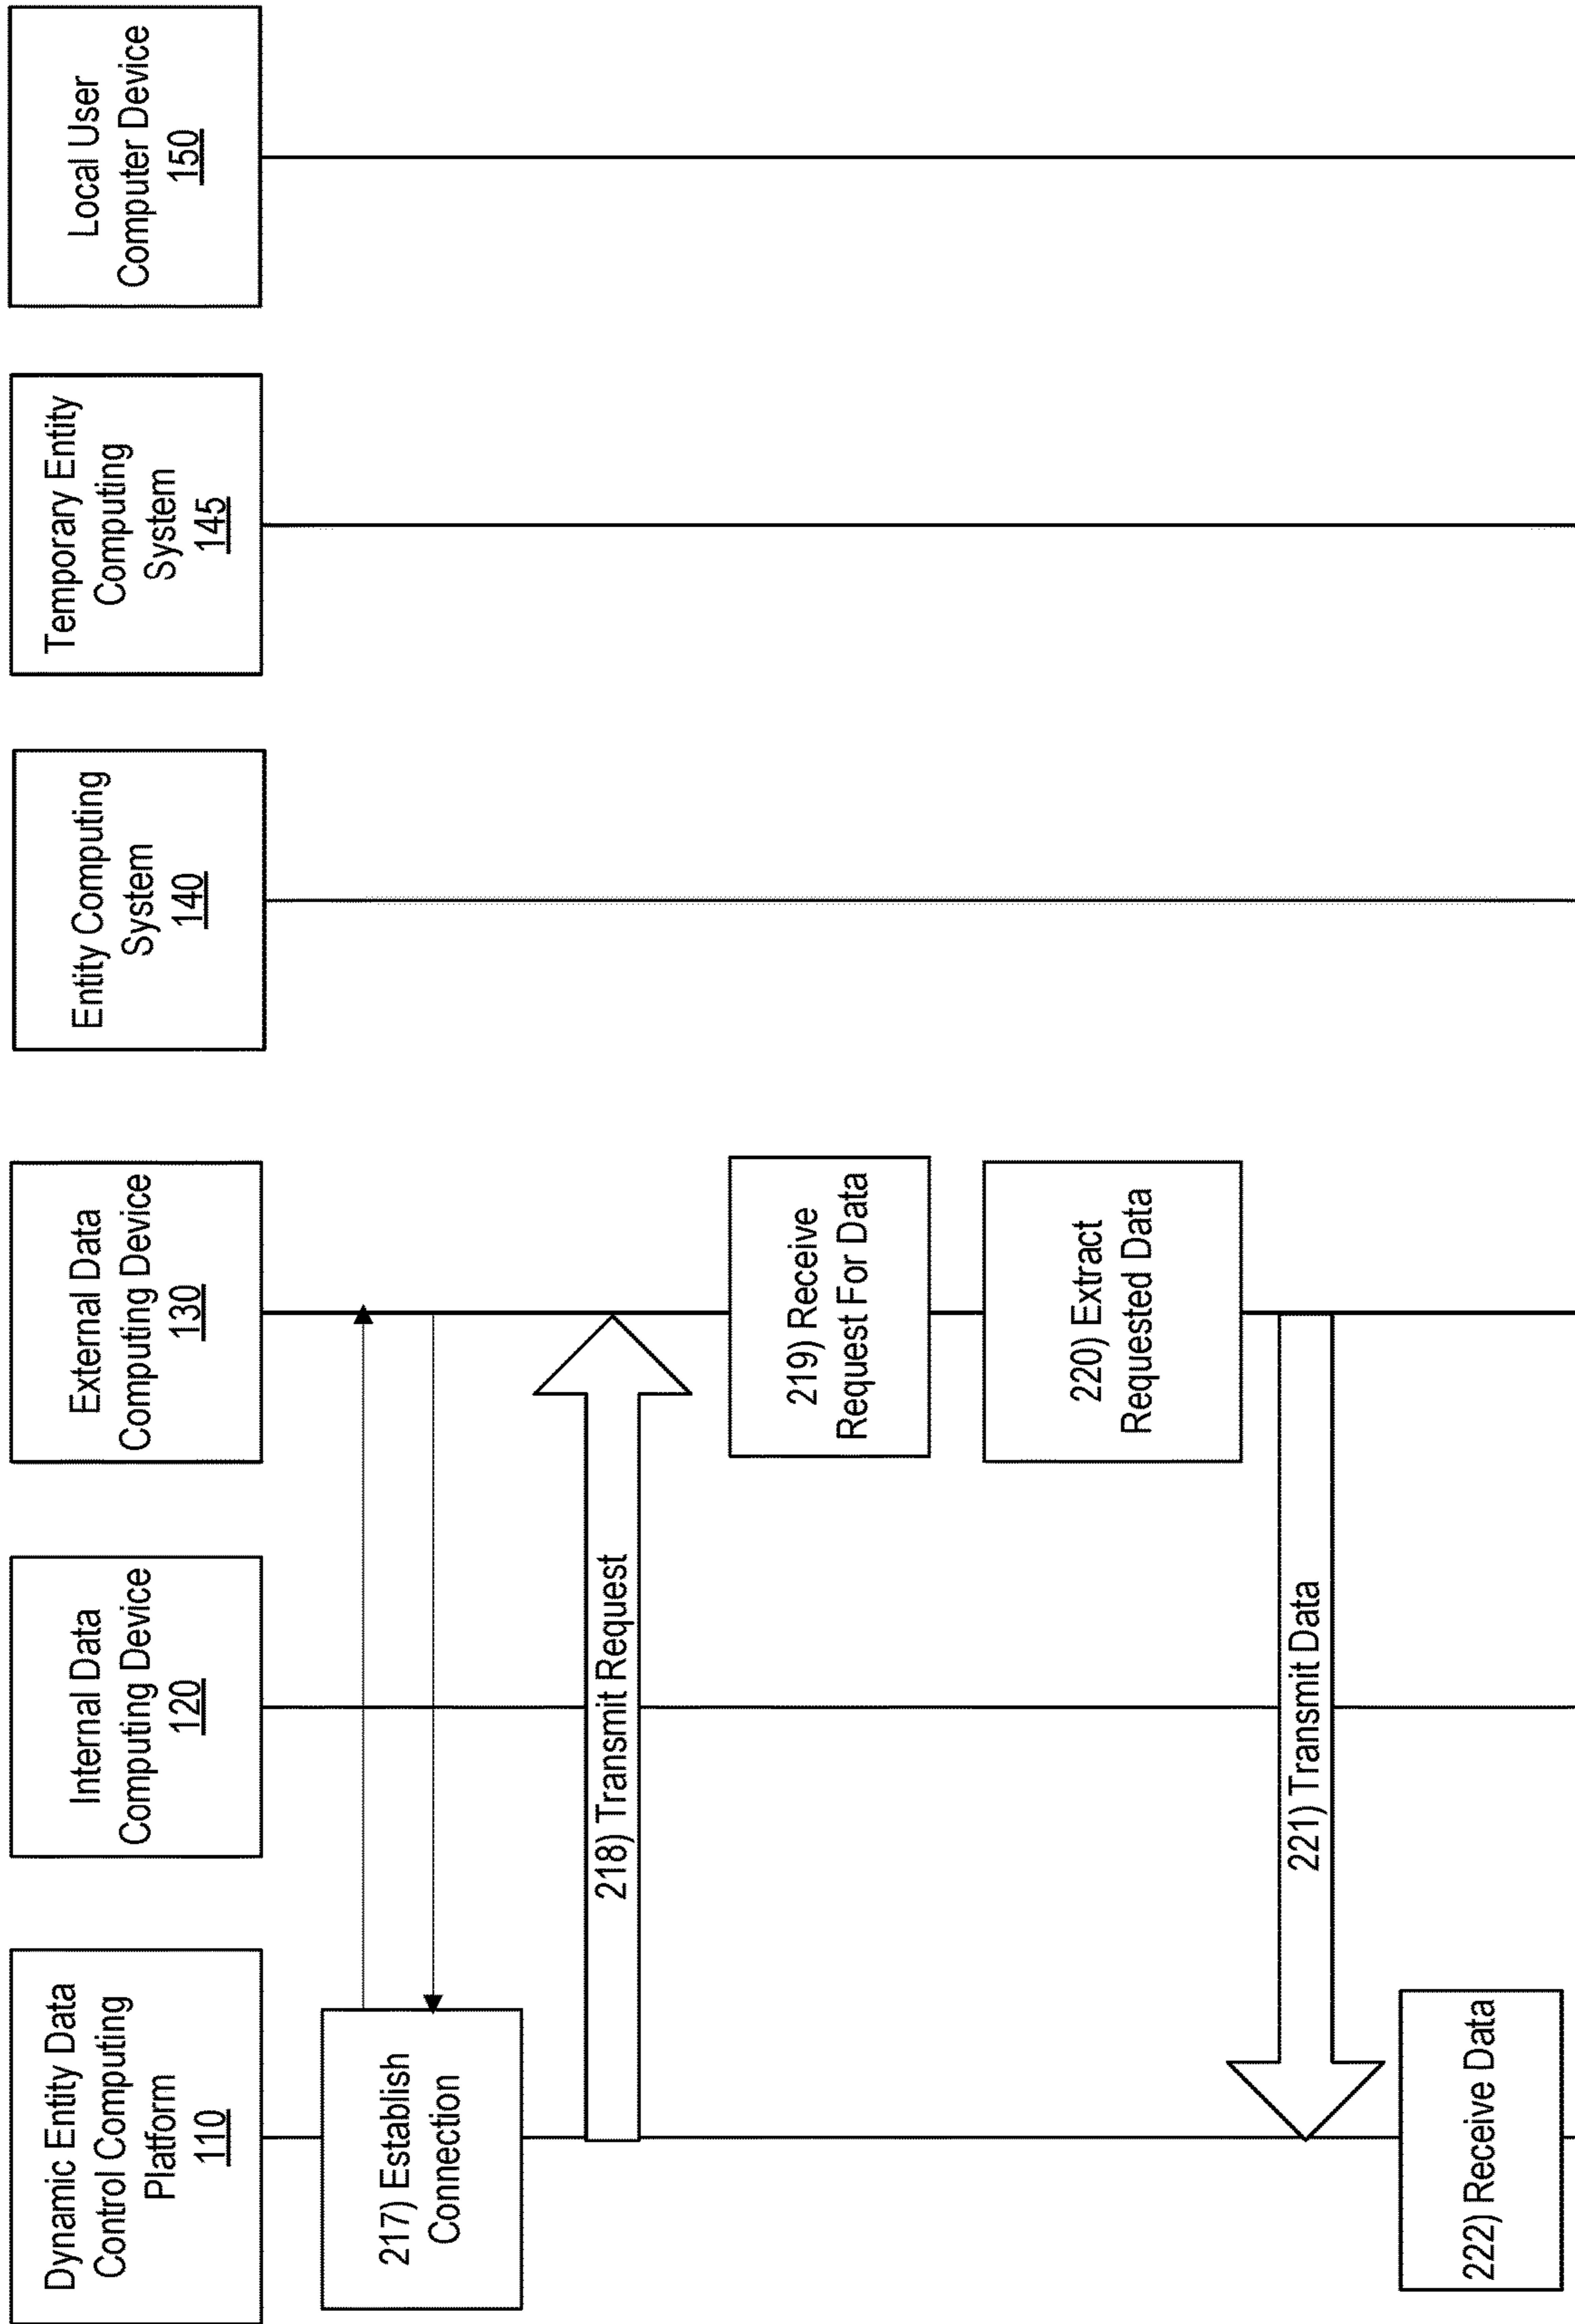 Dynamic Entity Data
Control Computing
Platform
110
Internal Data
Computing Device
120
External Data
Computing Device
130
Entity Computing
System
140
Temporary Entity
Computing
System
145
Local User
Computer Device
150
217) Establish
Connection
218) Transmit Request
219) Receive
Request For Data
220) Extract
Requested Data
221) Transmit Data
222) Receive Data